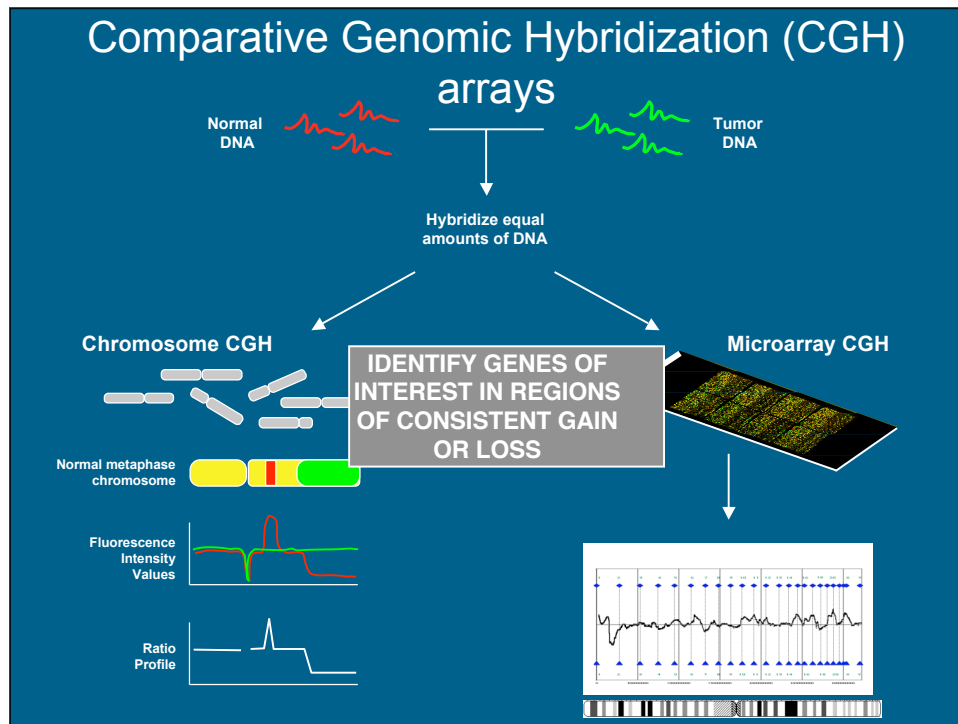 Comparative Genomic Hybridization (CGH)
arrays
Normal
DNA
Tumor
DNA
Hybridize equal
amounts of DNA
Chromosome CGH
Microarray CGH
IDENTIFY GENES OF
INTEREST IN REGIONS
OF CONSISTENT GAIN
OR LOSS
Normal metaphase
chromosome
Fluorescence
Intensity
Values
Ratio
Profile